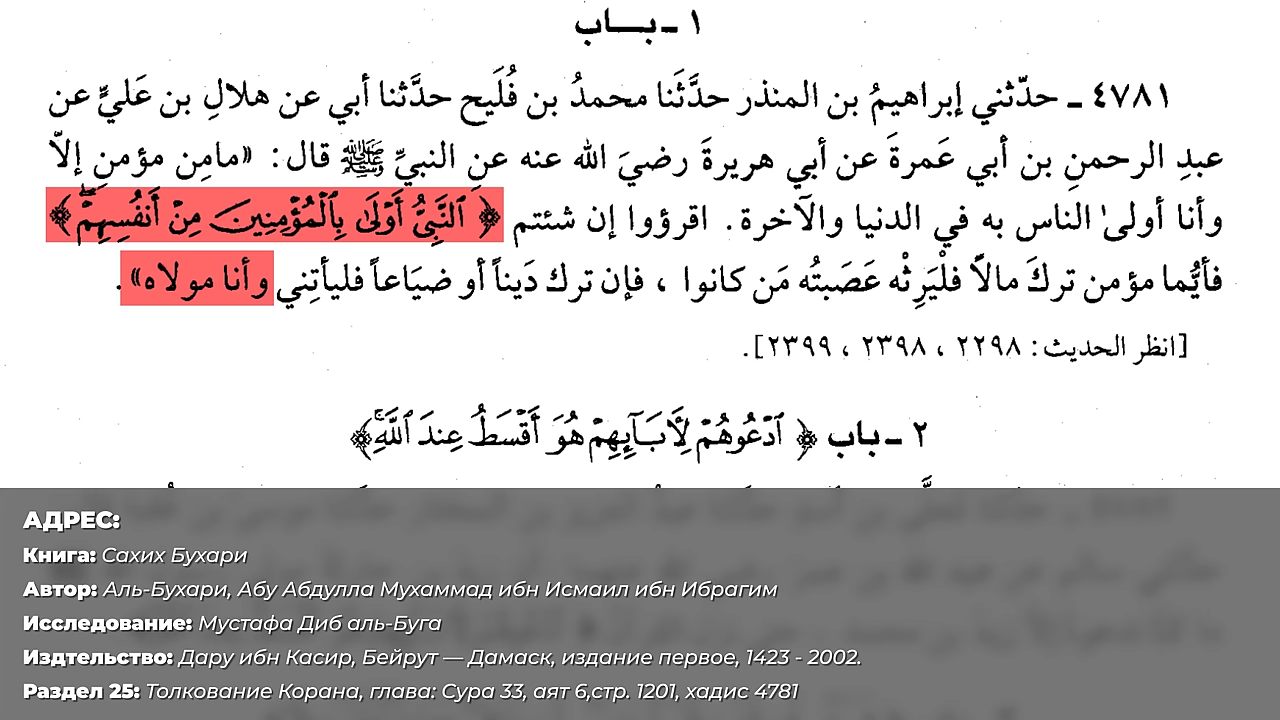 ١ ـ بـــاب
٤٧٨١ ـ حدّثني إبراهيمُ بن المنذر حدَّثَنا محمدُ بن فُلَيح حدَّثنا أبي عن هلالِ بن عَليٍّ عن
عبدِ الرحمنِ بن أبي عَمرةَ عن أبي هريرةَ رضيَ الله عنه عنِ النبيِّ ﷺ قال: «مامِن مؤمنٍ إلاّ
وأنا أولىٰ الناس به في الدنيا والآخرة. اقرؤوا إن شئتم ﴿ ٱلنَّبِىُّ أَوۡلَىٰ بِٱلۡمُؤۡمِنِينَ مِنۡ أَنفُسِهِمۡۖ ﴾
فأيُّما مؤمن تركَ مالاً فلْيَرِثْه عَصَبتُه مَن كانوا ، فإن ترك دَيناً أو ضيَاعاً فليأتِني وأنا مولاه».
[انظر الحديث: ٢٢٩٨ ، ٢٣٩٨ ، ٢٣٩٩].
٢ ـ باب ﴿ ٱدۡعُوهُمۡ لِأٓبَآئِهِمۡ هُوَ أَقۡسَطُ عِندَ ٱللَّهِۚ ﴾
АДРЕС:
Книга: Сахих Бухари
Автор: Аль-Бухари, Абу Абдулла Мухаммад ибн Исмаил ибн Ибрагим
Исследование: Мустафа Диб аль-Буга
Издтельство: Дару ибн Касир, Бейрут — Дамаск, издание первое, 1423 - 2002.
Раздел 25: Толкование Корана, глава: Сура 33, аят 6,стр. 1201, хадис 4781